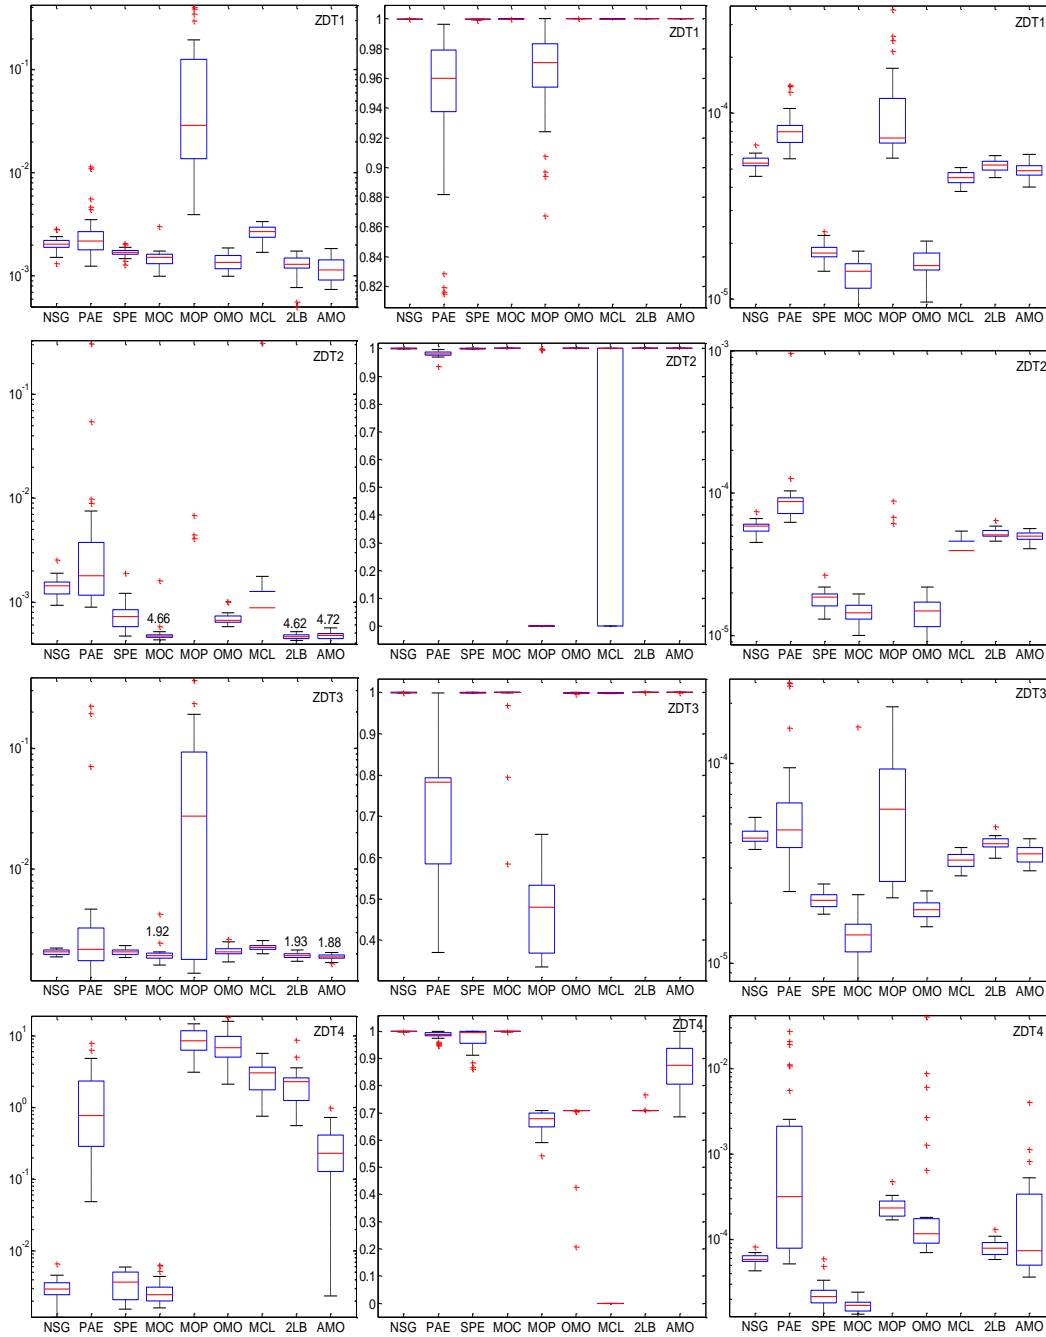 ZDT1
10^-1
10^-2
10^-3
NSG PAE SPE MOC MOP OMO MCL 2LB AMO
ZDT1
1
0.98
0.96
0.94
0.92
0.9
0.88
0.86
0.84
0.82
NSG PAE SPE MOC MOP OMO MCL 2LB AMO
ZDT1
10^-4
10^-5
NSG PAE SPE MOC MOP OMO MCL 2LB AMO
ZDT2
10^-1
10^-2
10^-3
4.66 4.62 4.72
NSG PAE SPE MOC MOP OMO MCL 2LB AMO
ZDT2
1
0.9
0.8
0.7
0.6
0.5
0.4
0.3
0.2
0.1
0
NSG PAE SPE MOC MOP OMO MCL 2LB AMO
10^-3
ZDT2
10^-4
10^-5
NSG PAE SPE MOC MOP OMO MCL 2LB AMO
ZDT3
10^-1
10^-2
1.92 1.93 1.88
NSG PAE SPE MOC MOP OMO MCL 2LB AMO
1
ZDT3
0.9
0.8
0.7
0.6
0.5
0.4
NSG PAE SPE MOC MOP OMO MCL 2LB AMO
ZDT3
10^-4
10^-5
NSG PAE SPE MOC MOP OMO MCL 2LB AMO
ZDT4
10^1
10^0
10^-1
10^-2
NSG PAE SPE MOC MOP OMO MCL 2LB AMO
ZDT4
1
0.9
0.8
0.7
0.6
0.5
0.4
0.3
0.2
0.1
0
NSG PAE SPE MOC MOP OMO MCL 2LB AMO
ZDT4
10^-2
10^-3
10^-4
NSG PAE SPE MOC MOP OMO MCL 2LB AMO